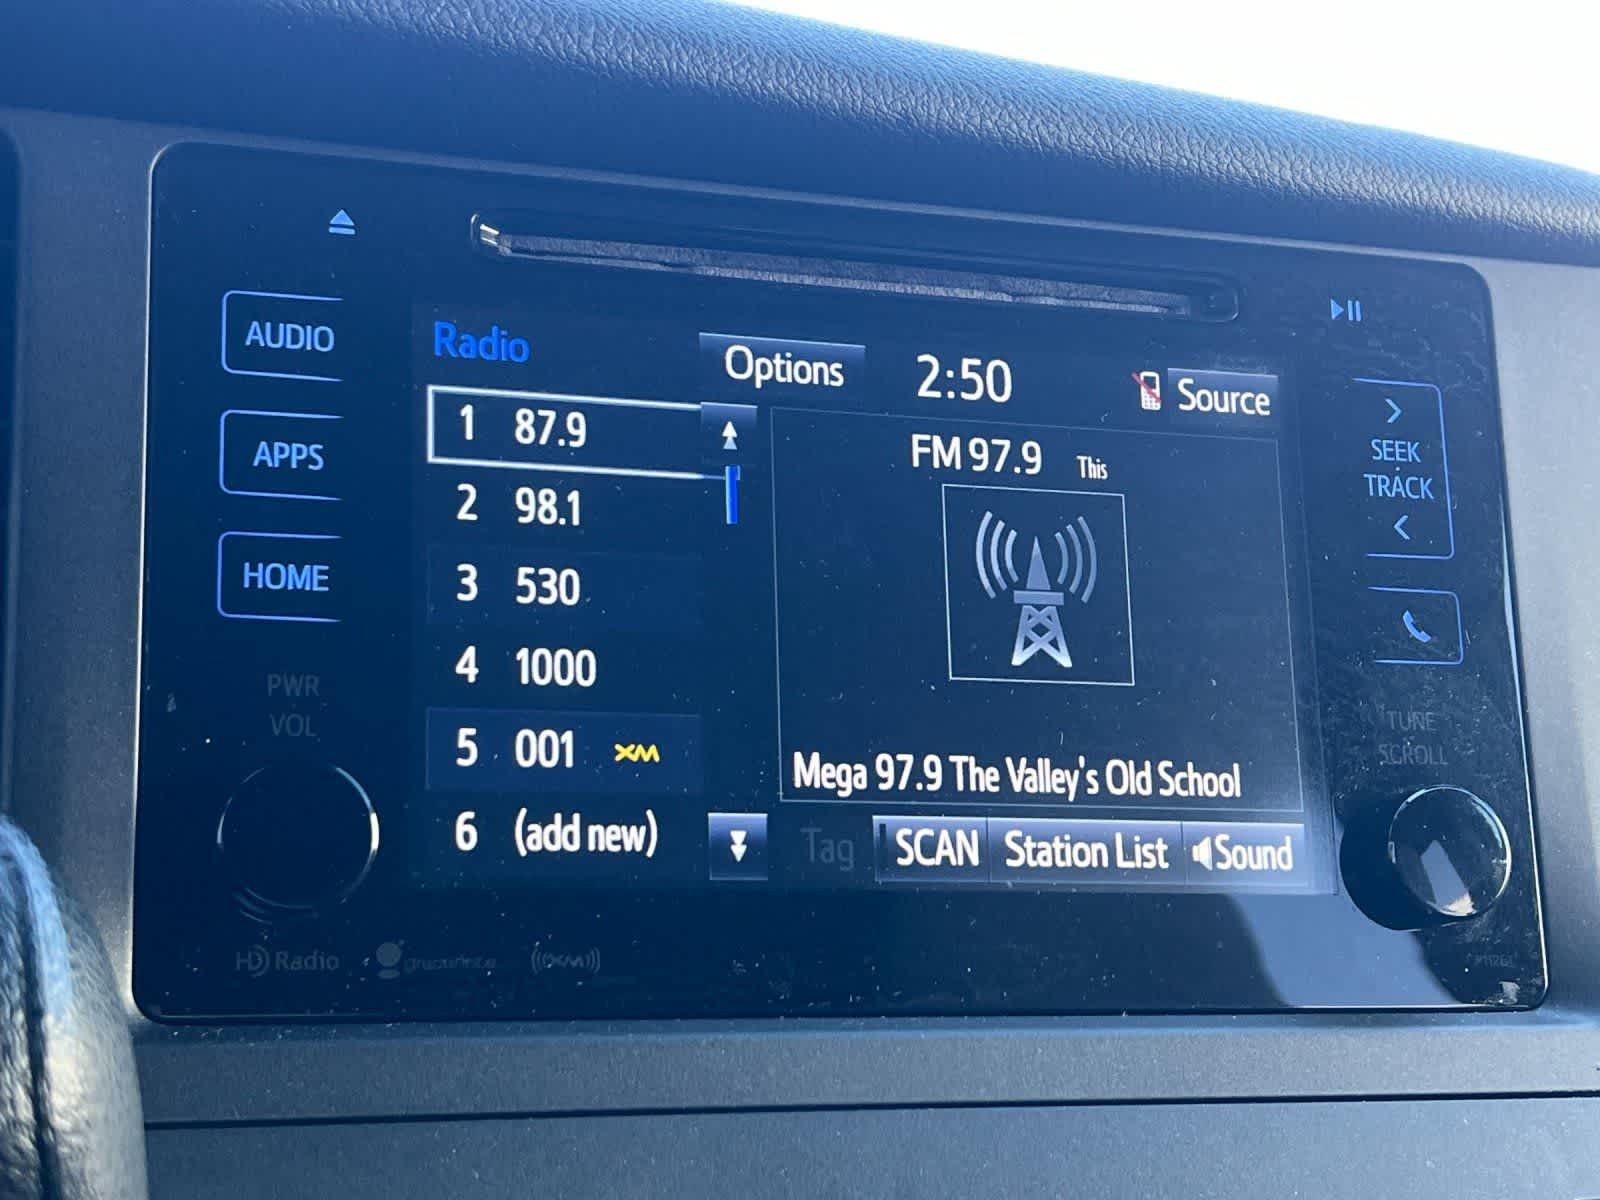 AUDIO
APPS
HOME
PWR
VOL
Radio
Options
2:50
Source
1 87.9
2 98.1
3 530
4 1000
5 001 XM
6 (add new)
FM 97.9 This
Mega 97.9 The Valley's Old School
Tag
SCAN
Station List
Sound
SEEK
TRACK
TUNE
SCROLL
HD Radio
gracenote
((XM))